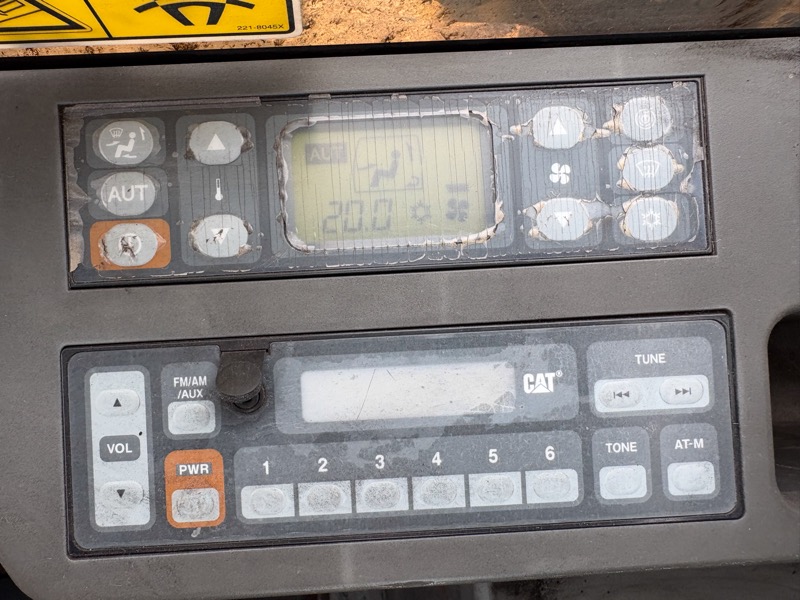 221-9045X
AUT
AUT
20.0
FM/AM
/AUX
VOL
PWR
CAT®
TUNE
1 2 3 4 5 6
TONE
AT-M